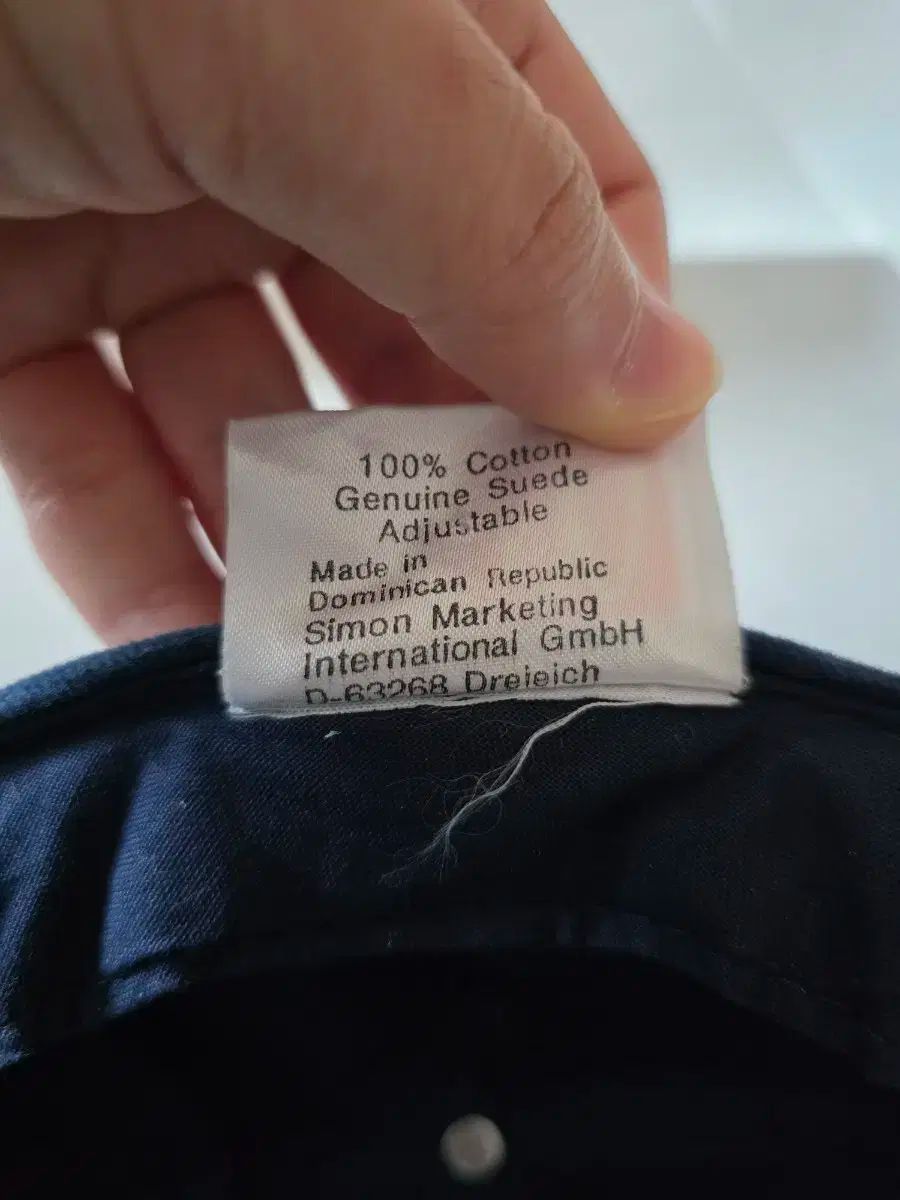 100% Cotton
Genuine Suede
Adjustable
Made in
Dominican Republic
Simon Marketing
International GmbH
D-63268 Dreieich